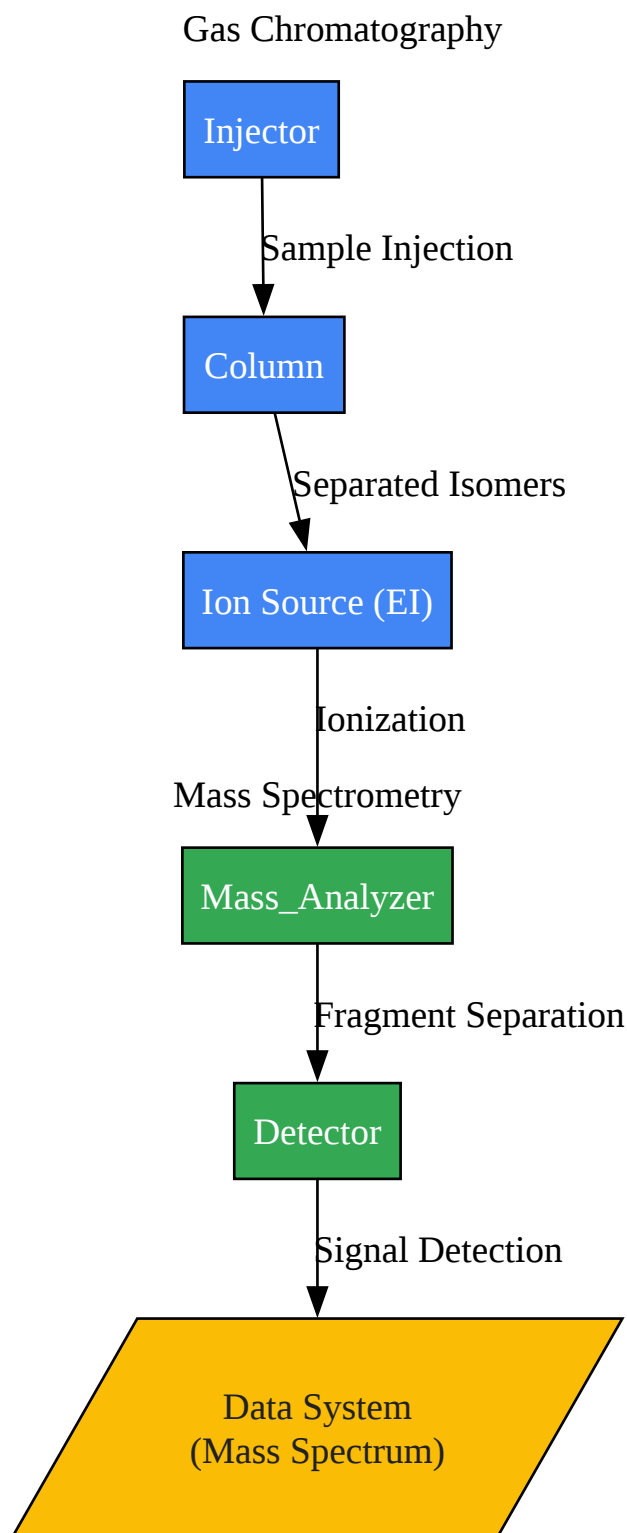 Gas Chromatography
Injector
Sample Injection
Column
Separated Isomers
Ion Source (EI)
Ionization
Mass Spectrometry
Mass_Analyzer
Fragment Separation
Detector
Signal Detection
Data System
(Mass Spectrum)